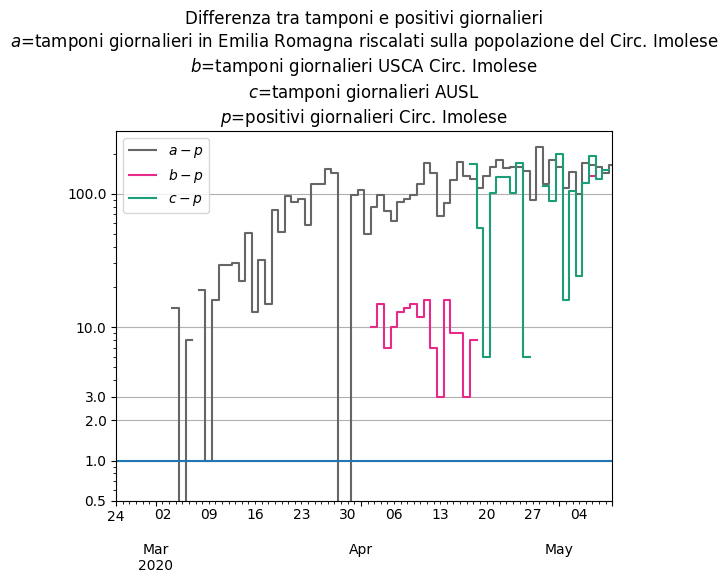 Differenza tra tamponi e positivi giornalieri
a=tamponi giornalieri in Emilia Romagna riscalati sulla popolazione del Circ. Imolese
b=tamponi giornalieri USCA Circ. Imolese
c=tamponi giornalieri AUSL
p=positivi giornalieri Circ. Imolese
a − p
b − p
c − p
100.0
10.0
3.0
2.0
1.0
0.5
24 02 09 16 23 30 06 13 20 27 04
Mar Apr May
2020